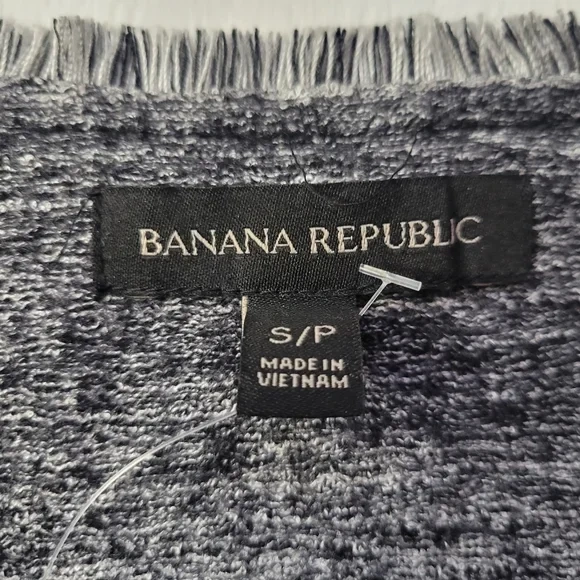 BANANA REPUBLIC
S/P
MADE IN
VIETNAM